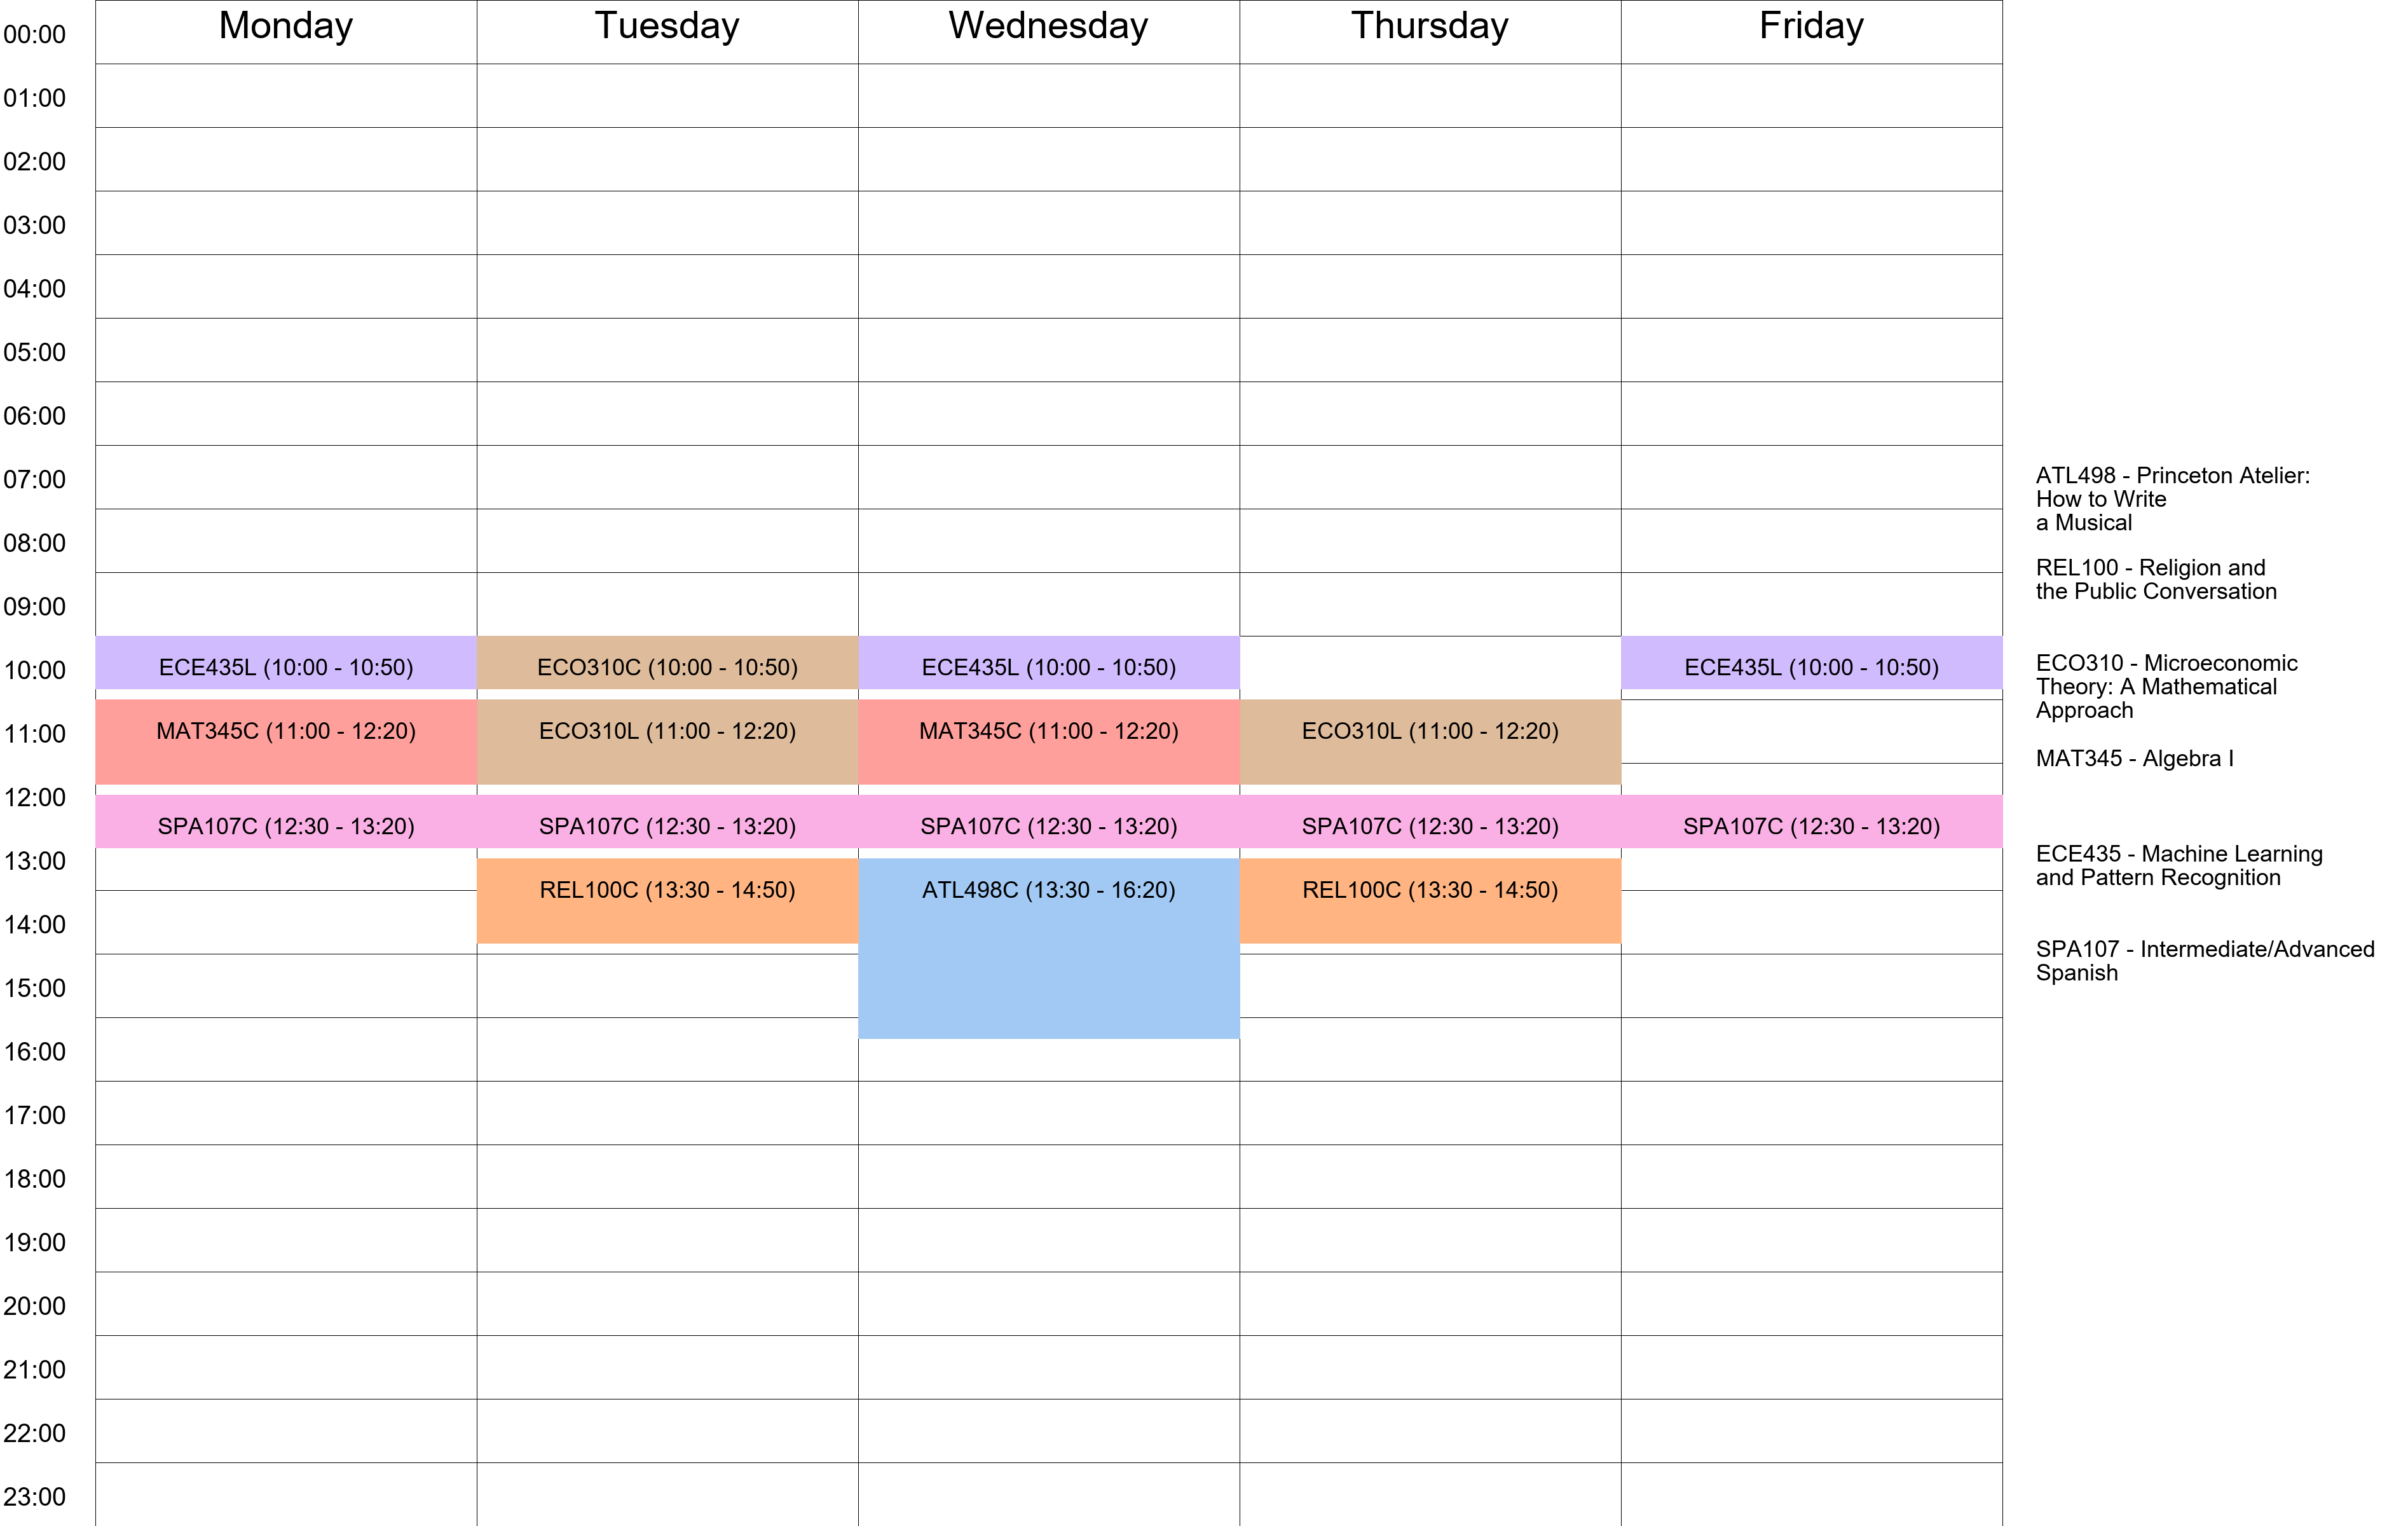 Monday Tuesday Wednesday Thursday Friday
00:00
01:00
02:00
03:00
04:00
05:00
06:00
07:00
08:00
09:00
10:00 ECE435L (10:00 - 10:50) ECO310C (10:00 - 10:50) ECE435L (10:00 - 10:50) ECE435L (10:00 - 10:50)
11:00 MAT345C (11:00 - 12:20) ECO310L (11:00 - 12:20) MAT345C (11:00 - 12:20) ECO310L (11:00 - 12:20)
12:00
SPA107C (12:30 - 13:20) SPA107C (12:30 - 13:20) SPA107C (12:30 - 13:20) SPA107C (12:30 - 13:20) SPA107C (12:30 - 13:20)
13:00
REL100C (13:30 - 14:50) ATL498C (13:30 - 16:20) REL100C (13:30 - 14:50)
14:00
15:00
16:00
17:00
18:00
19:00
20:00
21:00
22:00
23:00
ATL498 - Princeton Atelier:
How to Write
a Musical
REL100 - Religion and
the Public Conversation
ECO310 - Microeconomic
Theory: A Mathematical
Approach
MAT345 - Algebra I
ECE435 - Machine Learning
and Pattern Recognition
SPA107 - Intermediate/Advanced
Spanish